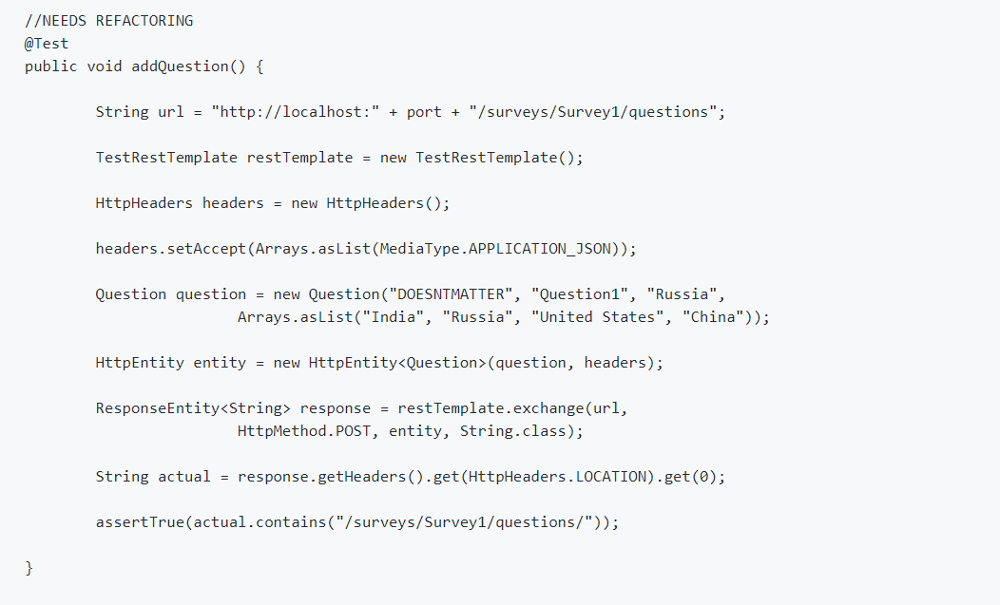 //NEEDS REFACTORING
@Test
public void addQuestion() {
String url = "http://localhost:" + port + "/surveys/Survey1/questions";
TestRestTemplate restTemplate = new TestRestTemplate();
HttpHeaders headers = new HttpHeaders();
headers.setAccept(Arrays.asList(MediaType.APPLICATION_JSON));
Question question = new Question("DOESNTMATTER", "Question1", "Russia",
Arrays.asList("India", "Russia", "United States", "China"));
HttpEntity entity = new HttpEntity<Question>(question, headers);
ResponseEntity<String> response = restTemplate.exchange(url,
HttpMethod.POST, entity, String.class);
String actual = response.getHeaders().get(HttpHeaders.LOCATION).get(0);
assertTrue(actual.contains("/surveys/Survey1/questions/"));
}